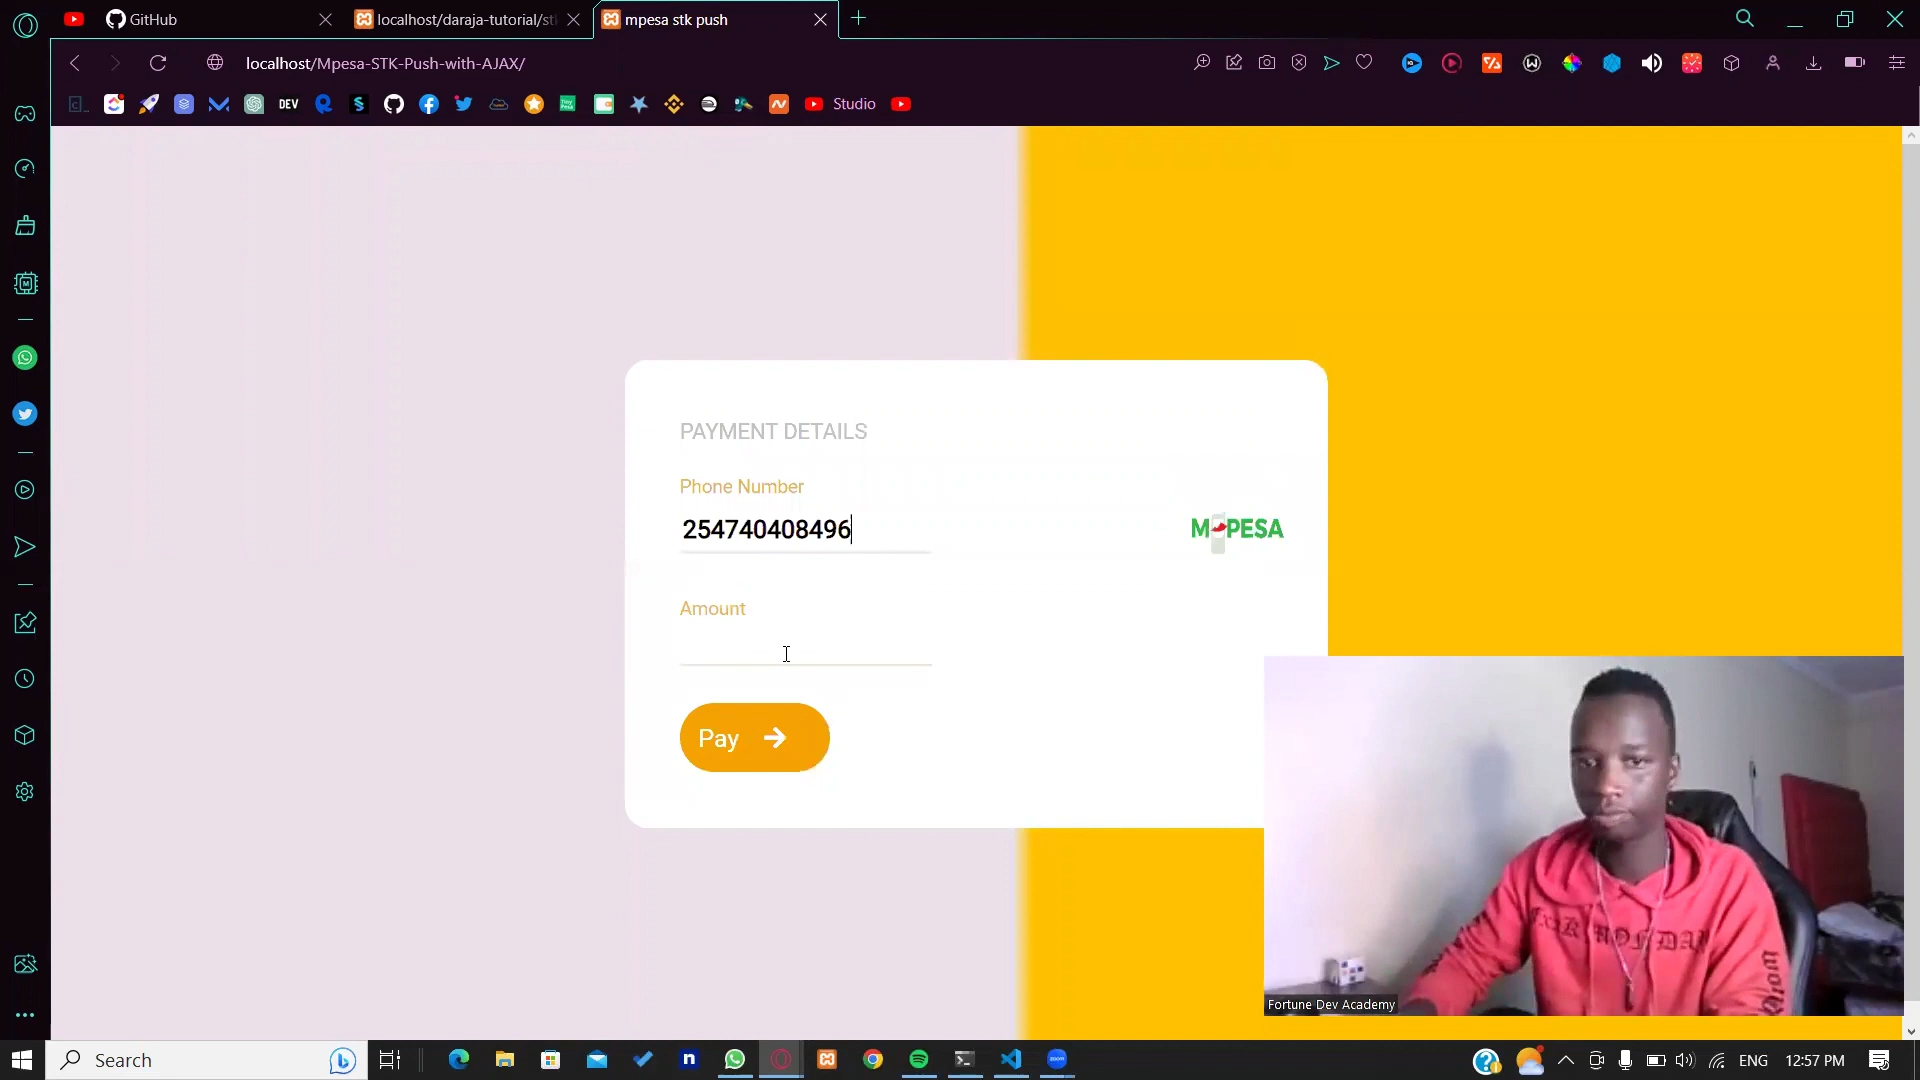 GitHub
localhost/daraja-tutorial/st
mpesa stk push
localhost/Mpesa-STK-Push-with-AJAX/
DEV
Studio
PAYMENT DETAILS
Phone Number
254740408496
M PESA
Amount
Pay
Fortune Dev Academy
Search
ENG
12:57 PM